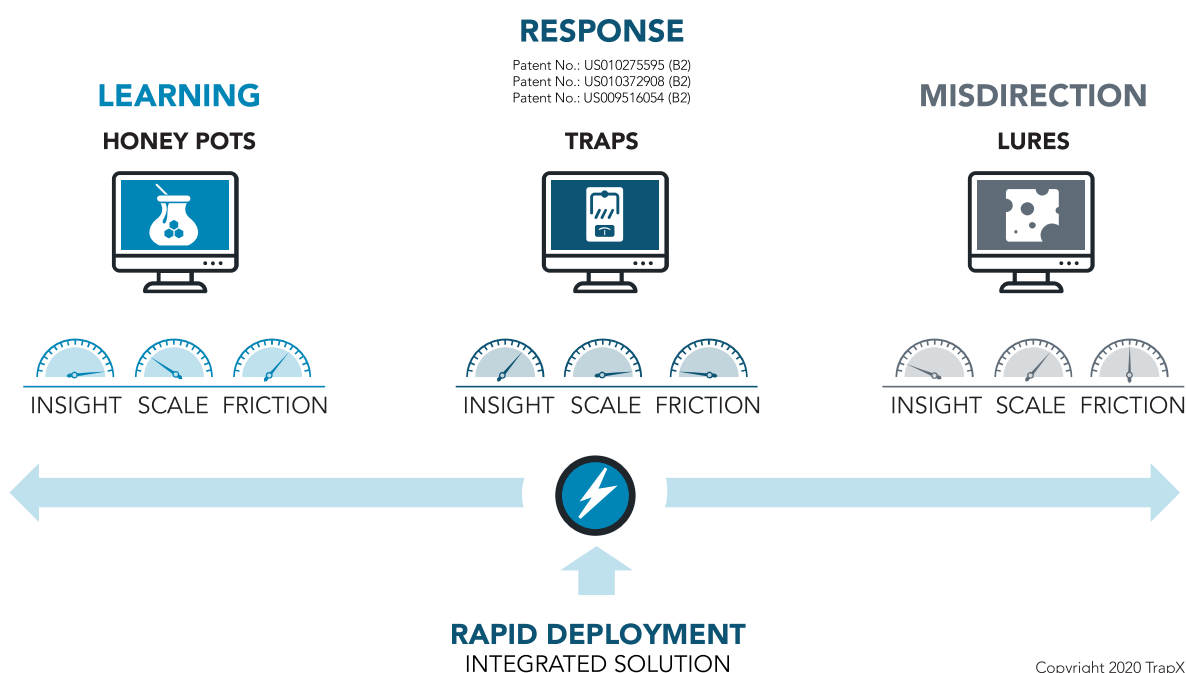 RESPONSE
Patent No.: US010275595 (B2)
Patent No.: US010372908 (B2)
Patent No.: US009516054 (B2)
LEARNING
HONEY POTS
TRAPS
MISDIRECTION
LURES
INSIGHT SCALE FRICTION
INSIGHT SCALE FRICTION
INSIGHT SCALE FRICTION
RAPID DEPLOYMENT
INTEGRATED SOLUTION
Copyright 2020 TrapX